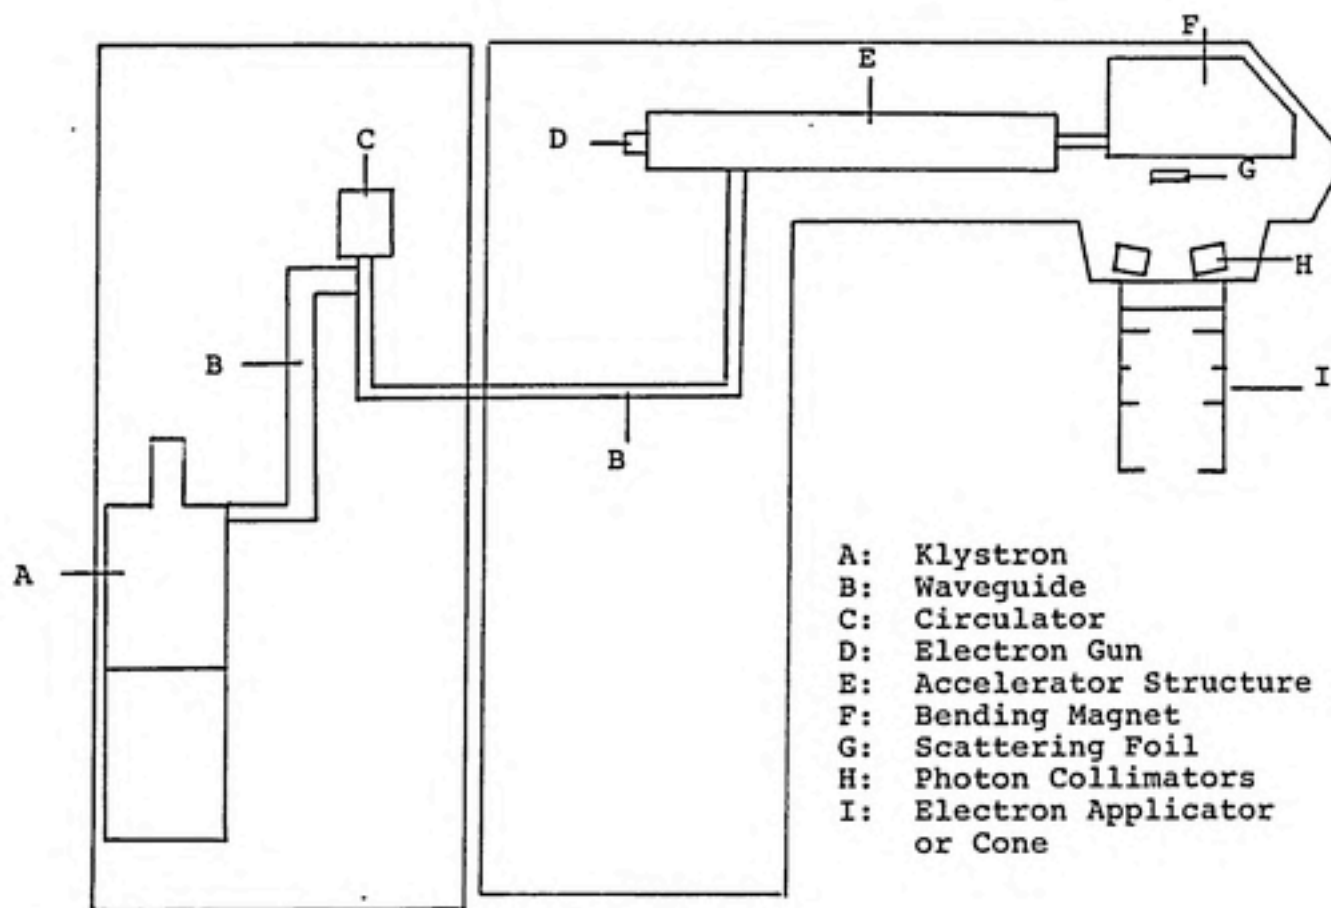 F
E
D
C
G
H
B
I
B
A
A: Klystron
B: Waveguide
C: Circulator
D: Electron Gun
E: Accelerator Structure
F: Bending Magnet
G: Scattering Foil
H: Photon Collimators
I: Electron Applicator
or Cone